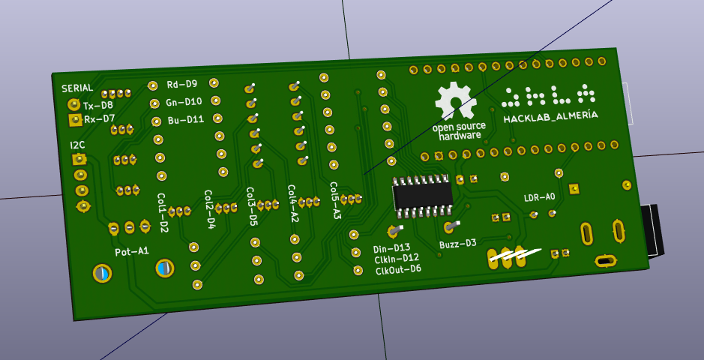 SERIAL
Tx-D8
Rx-D7
I2C
Rd-D9
Gn-D10
Bu-D11
Col1-D2
Col2-D4
Col3-D5
Col4-A2
Col5-A3
Pot-A1
open source
hardware
HACKLAB_ALMERíA
LDR-A0
Din-D13
ClkIn-D12
ClkOut-D6
Buzz-D3